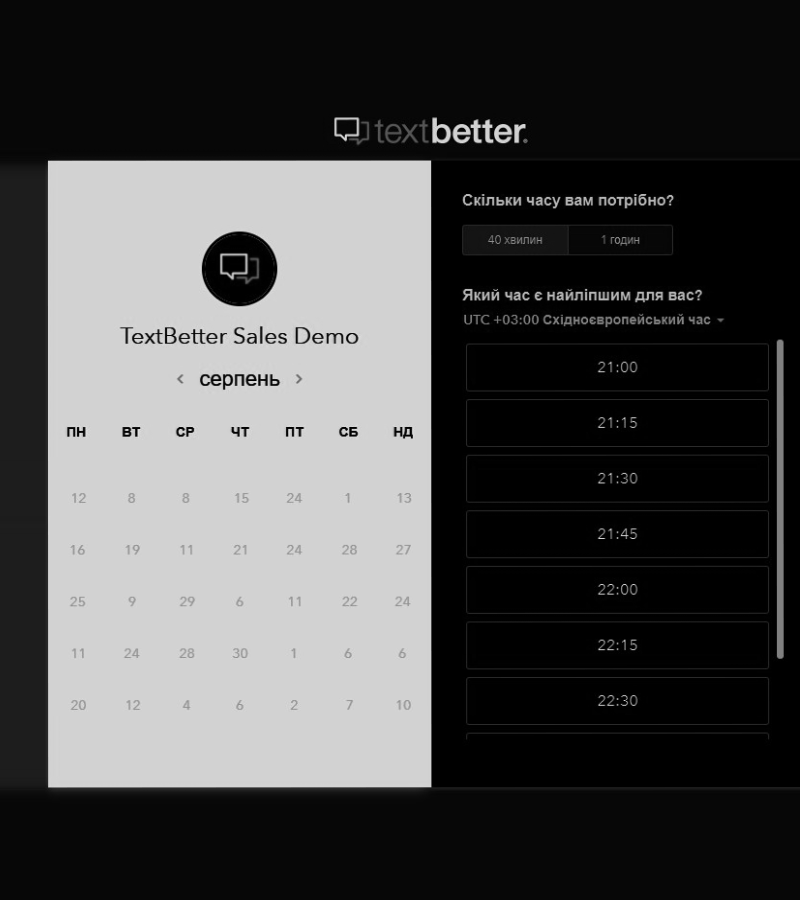 textbetter.
TextBetter Sales Demo
< серпень >
ПН ВТ СР ЧТ ПТ СБ НД
12 8 8 15 24 1 13
16 19 11 21 24 28 27
25 9 29 6 11 22 24
11 24 28 30 1 6 6
20 12 4 6 2 7 10
Скільки часу вам потрібно?
40 хвилин 1 годин
Який час є найліпшим для вас?
UTC +03:00 Східноєвропейський час
21:00
21:15
21:30
21:45
22:00
22:15
22:30